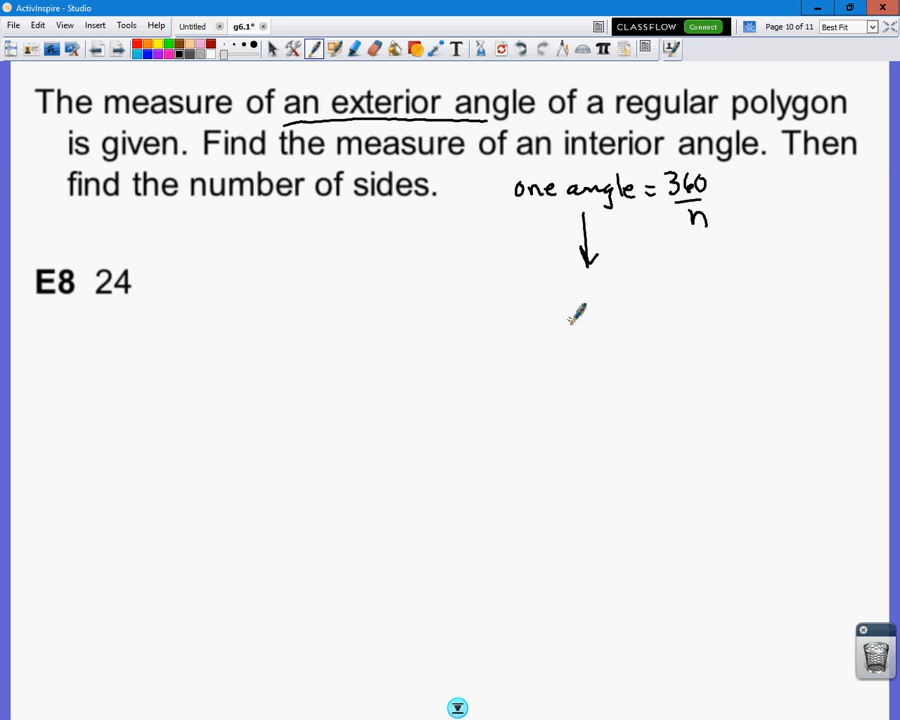 ActivInspire - Studio
File Edit View Insert Tools Help Untitled g6.1* CLASSFLOW Connect Page 10 of 11 Best Fit
The measure of an exterior angle of a regular polygon
is given. Find the measure of an interior angle. Then
find the number of sides.
one angle = 360
n
E8 24